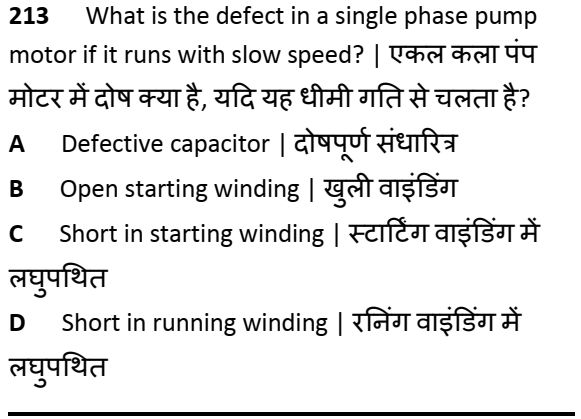 213 What is the defect in a single phase pump
motor if it runs with slow speed? | एकल कला पंप
मोटर में दोष क्या है, यदि यह धीमी गति से चलता है?
A Defective capacitor | दोषपूर्ण संधारित्र
B Open starting winding | खुली वाइंडिंग
C Short in starting winding | स्टार्टिंग वाइंडिंग में
लघुपथित
D Short in running winding | रनिंग वाइंडिंग में
लघुपथित